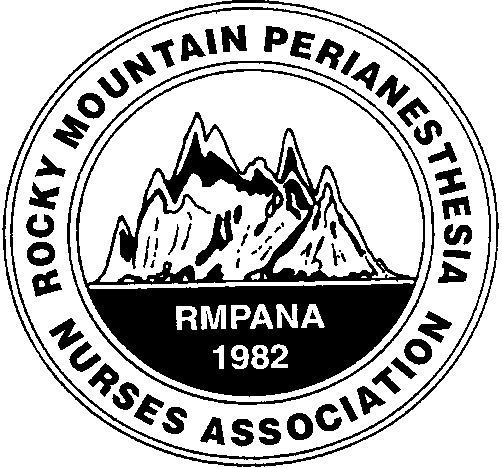 ROCKY MOUNTAIN PERIANESTHESIA
NURSES ASSOCIATION
RMPANA
1982